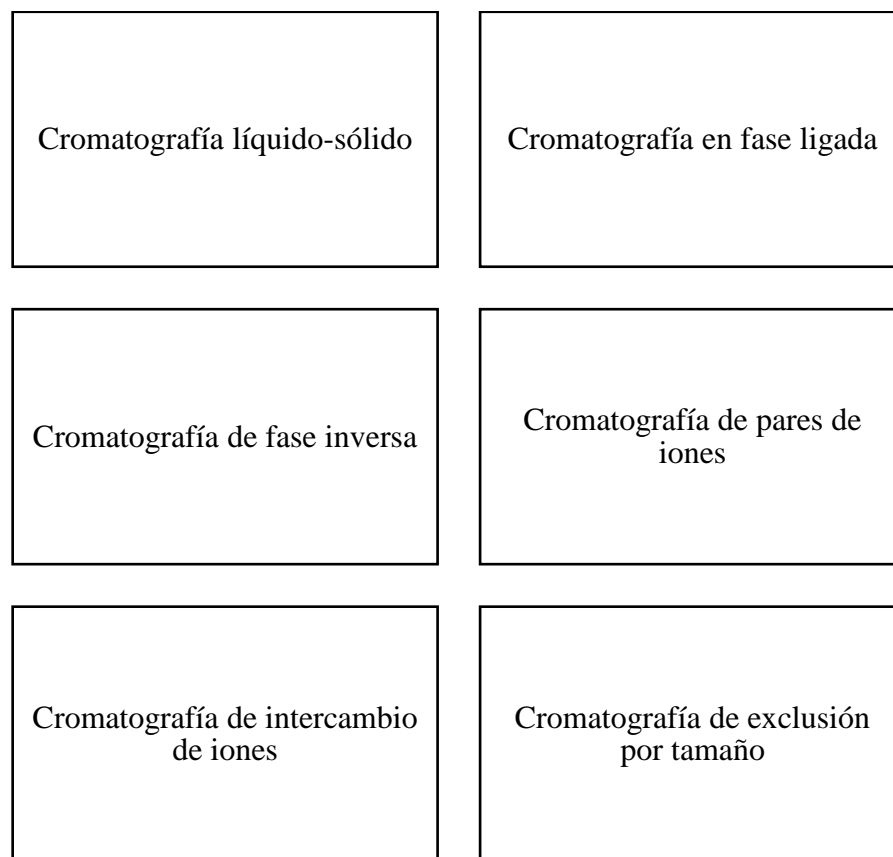 Cromatografía líquido-sólido
Cromatografía en fase ligada
Cromatografía de fase inversa
Cromatografía de pares de
iones
Cromatografía de intercambio
de iones
Cromatografía de exclusión
por tamaño